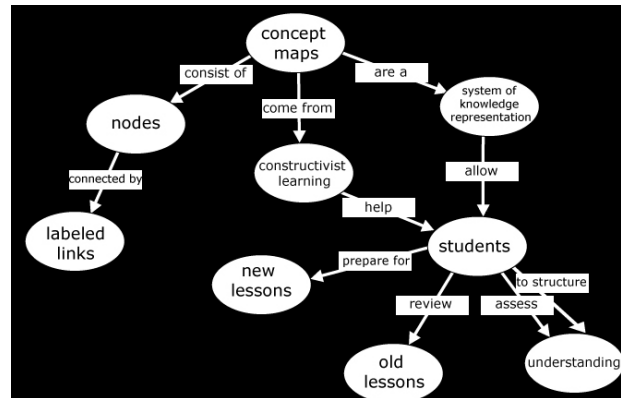 concept
maps
consist of
are a
system of
knowledge
representation
come from
nodes
constructivist
learning
allow
connected by
help
labeled
links
students
prepare for
new
lessons
to structure
review
assess
old
lessons
understanding